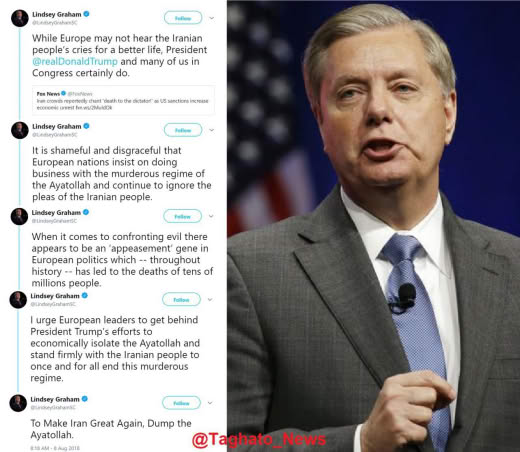 Lindsey Graham
@LindseyGrahamSC
Follow
While Europe may not hear the Iranian
people's cries for a better life, President
@realDonaldTrump and many of us in
Congress certainly do.
Fox News @FoxNews
Iran crowds reportedly chant 'death to the dictator' as US sanctions increase
economic unrest
Lindsey Graham
@LindseyGrahamSC
Follow
It is shameful and disgraceful that
European nations insist on doing
business with the murderous regime of
the Ayatollah and continue to ignore the
pleas of the Iranian people.
Lindsey Graham
@LindseyGrahamSC
Follow
When it comes to confronting evil there
appears to be an 'appeasement' gene in
European politics which -- throughout
history -- has led to the deaths of tens of
millions people.
Lindsey Graham
@LindseyGrahamSC
Follow
I urge European leaders to get behind
President Trump's efforts to
economically isolate the Ayatollah and
stand firmly with the Iranian people to
once and for all end this murderous
regime.
Lindsey Graham
@LindseyGrahamSC
Follow
To Make Iran Great Again, Dump the
Ayatollah.
8:18 AM - 8 Aug 2018
@Taghato_News